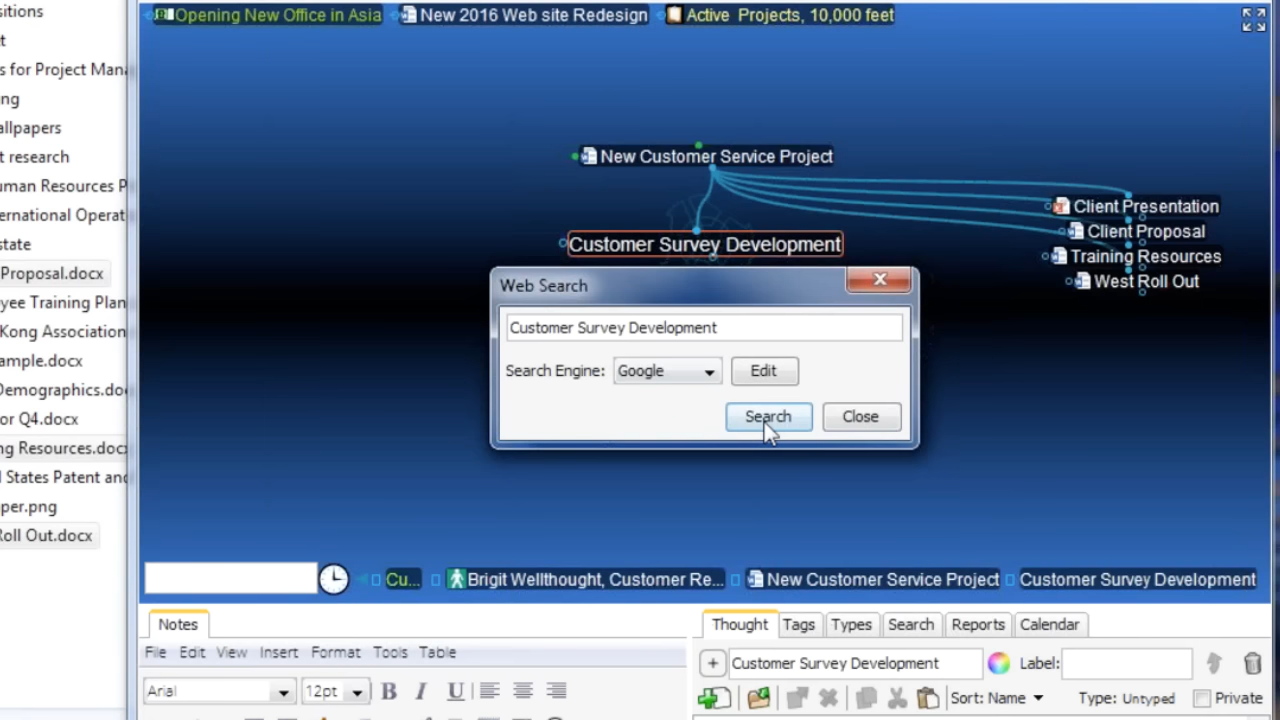 sitions
t
s for Project Mana
ng
allpapers
t research
uman Resources P
ernational Operat
state
Proposal.docx
yee Training Plan
Kong Association
ample.docx
Demographics.do
or Q4.docx
ng Resources.docx
d States Patent and
per.png
Roll Out.docx
Opening New Office in Asia
New 2016 Web site Redesign
Active Projects, 10,000 feet
New Customer Service Project
Client Presentation
Client Proposal
Training Resources
West Roll Out
Customer Survey Development
Web Search
Customer Survey Development
Search Engine: Google Edit
Search Close
Cu... Brigit Wellthought, Customer Re... New Customer Service Project Customer Survey Development
Notes
File Edit View Insert Format Tools Table
Arial 12pt B I U
Thought Tags Types Search Reports Calendar
Customer Survey Development Label:
Sort: Name Type: Untyped Private